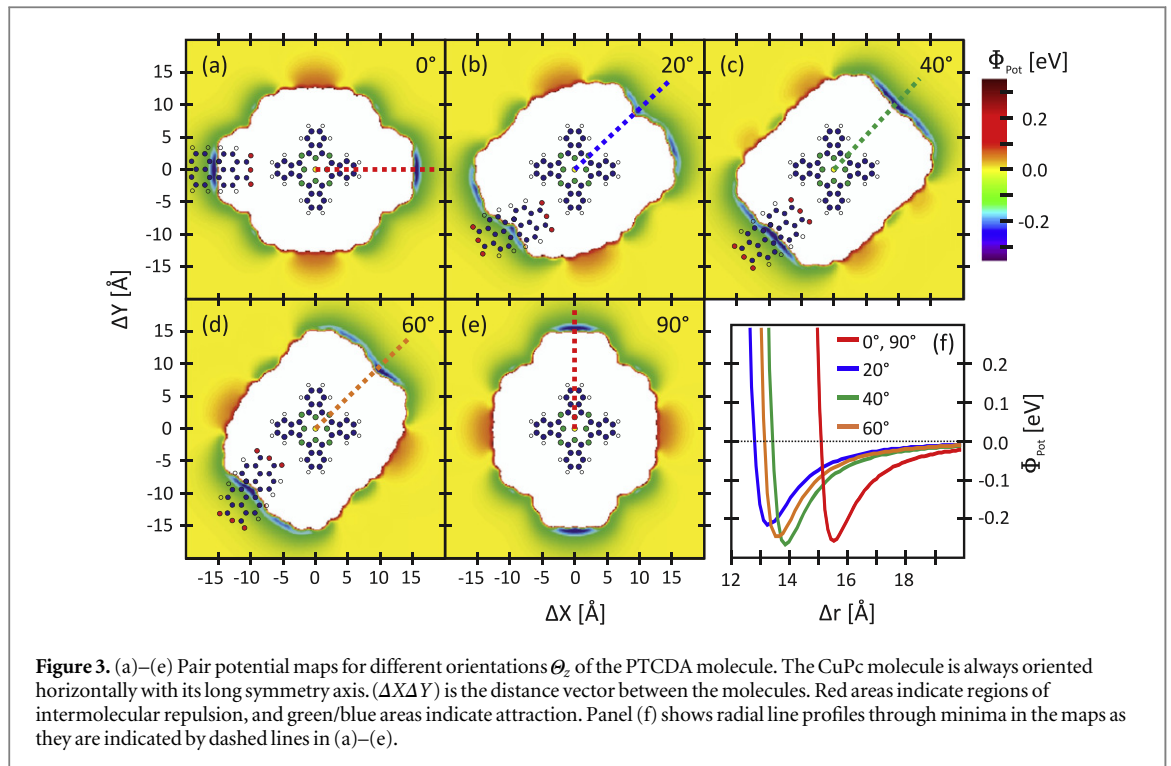 (a) 0° (b) 20° (c) 40°
Φ_Pot [eV]
0.2
0.0
-0.2
15
10
5
0
-5
-10
-15
ΔY [Å]
(d) 60° (e) 90°
15
10
5
0
-5
-10
-15
(f)
0°, 90°
20°
40°
60°
0.2
0.1
0.0
-0.1
-0.2
Φ_Pot [eV]
-15 -10 -5 0 5 10 15 -15 -10 -5 0 5 10 15
12 14 16 18
ΔX [Å] Δr [Å]
Figure 3. (a)–(e) Pair potential maps for different orientations Θz of the PTCDA molecule. The CuPc molecule is always oriented
horizontally with its long symmetry axis. (ΔXΔY) is the distance vector between the molecules. Red areas indicate regions of
intermolecular repulsion, and green/blue areas indicate attraction. Panel (f) shows radial line profiles through minima in the maps as
they are indicated by dashed lines in (a)–(e).